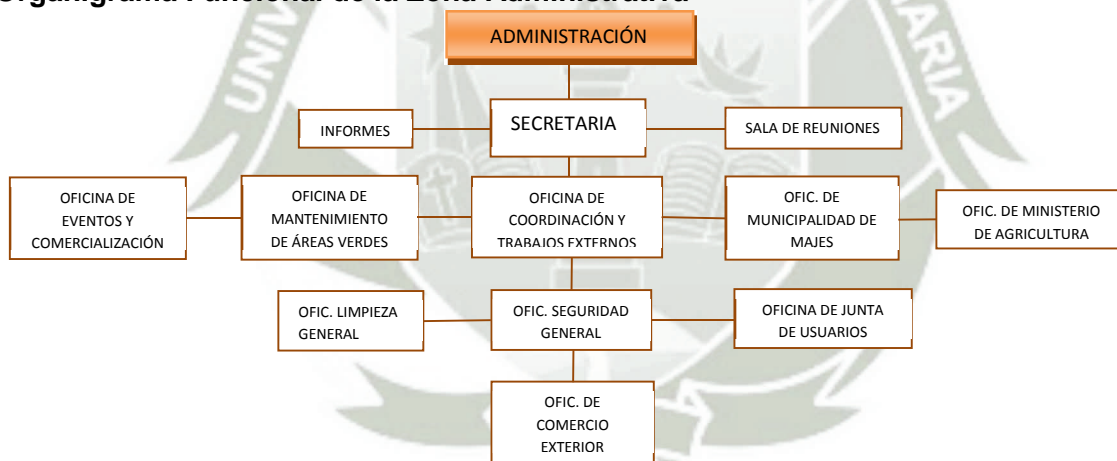 Organigrama Funcional de la Zona Administrativa
ADMINISTRACIÓN
INFORMES
SECRETARIA
SALA DE REUNIONES
OFICINA DE
EVENTOS Y
COMERCIALIZACIÓN
OFICINA DE
MANTENIMIENTO
DE ÁREAS VERDES
OFICINA DE
COORDINACIÓN Y
TRABAJOS EXTERNOS
OFIC. DE
MUNICIPALIDAD DE
MAJES
OFIC. DE MINISTERIO
DE AGRICULTURA
OFIC. LIMPIEZA
GENERAL
OFIC. SEGURIDAD
GENERAL
OFICINA DE JUNTA
DE USUARIOS
OFIC. DE
COMERCIO
EXTERIOR
UNIV
MARIA